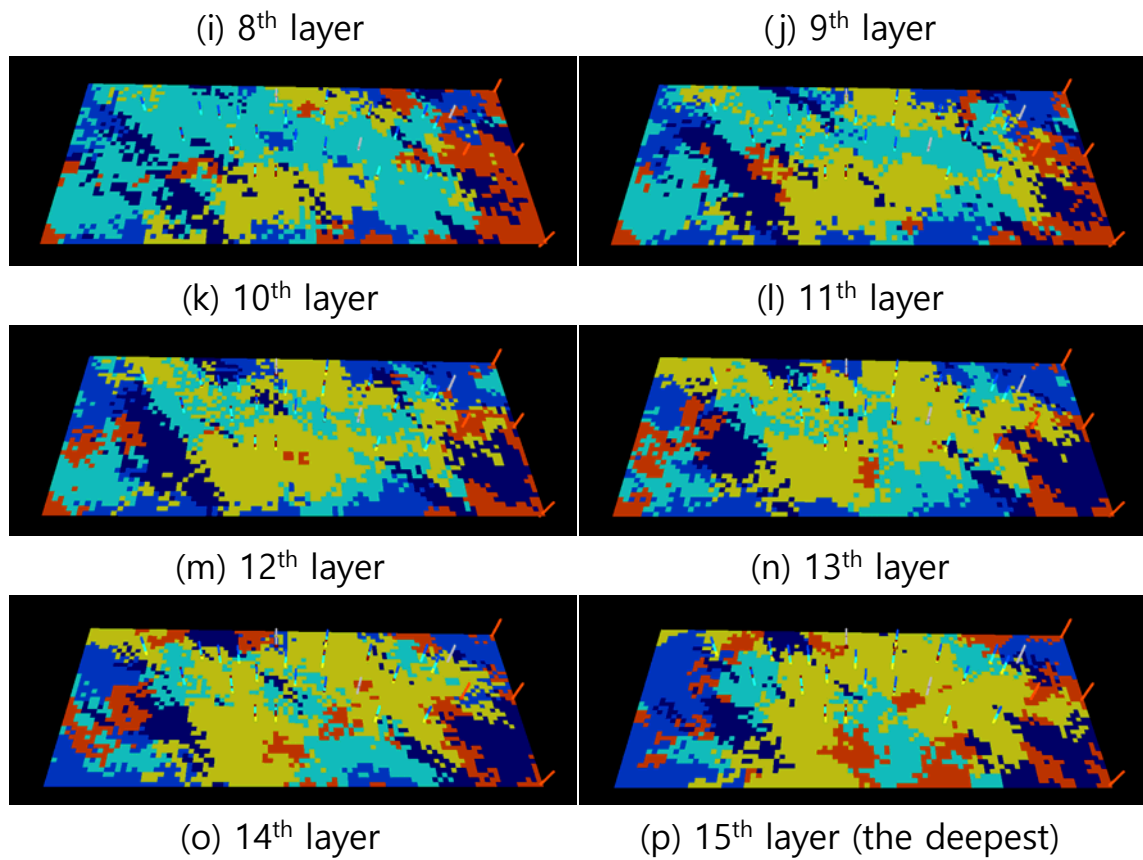 (i) 8th layer
(j) 9th layer
(k) 10th layer
(l) 11th layer
(m) 12th layer
(n) 13th layer
(o) 14th layer
(p) 15th layer (the deepest)